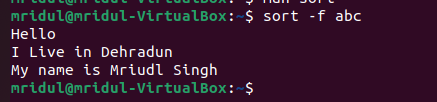 mridul@mridul-VirtualBox:~$ man sort
mridul@mridul-VirtualBox:~$ sort -f abc
Hello
I Live in Dehradun
My name is Mriudl Singh
mridul@mridul-VirtualBox:~$